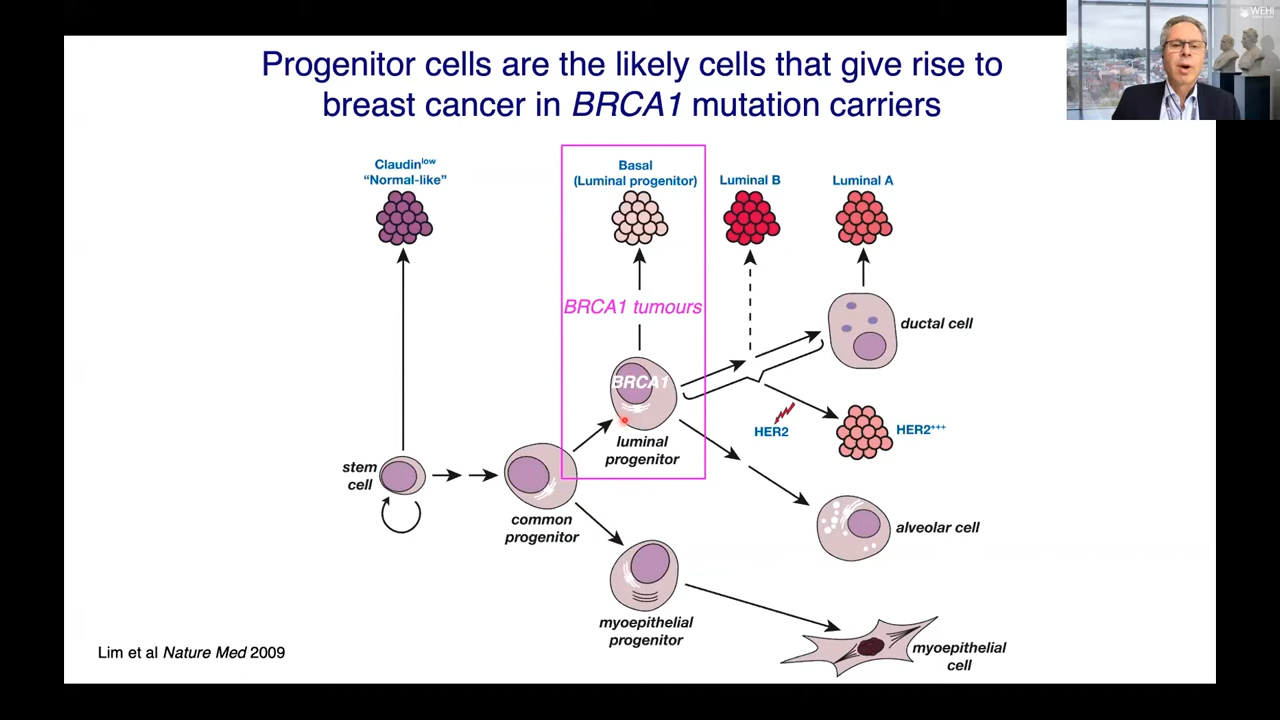 WEHI
Progenitor cells are the likely cells that give rise to
breast cancer in BRCA1 mutation carriers
Claudinlow
“Normal-like”
Basal
(Luminal progenitor)
Luminal B
Luminal A
BRCA1 tumours
ductal cell
BRCA1
HER2
HER2+++
luminal
progenitor
stem
cell
common
progenitor
alveolar cell
myoepithelial
progenitor
myoepithelial
cell
Lim et al Nature Med 2009